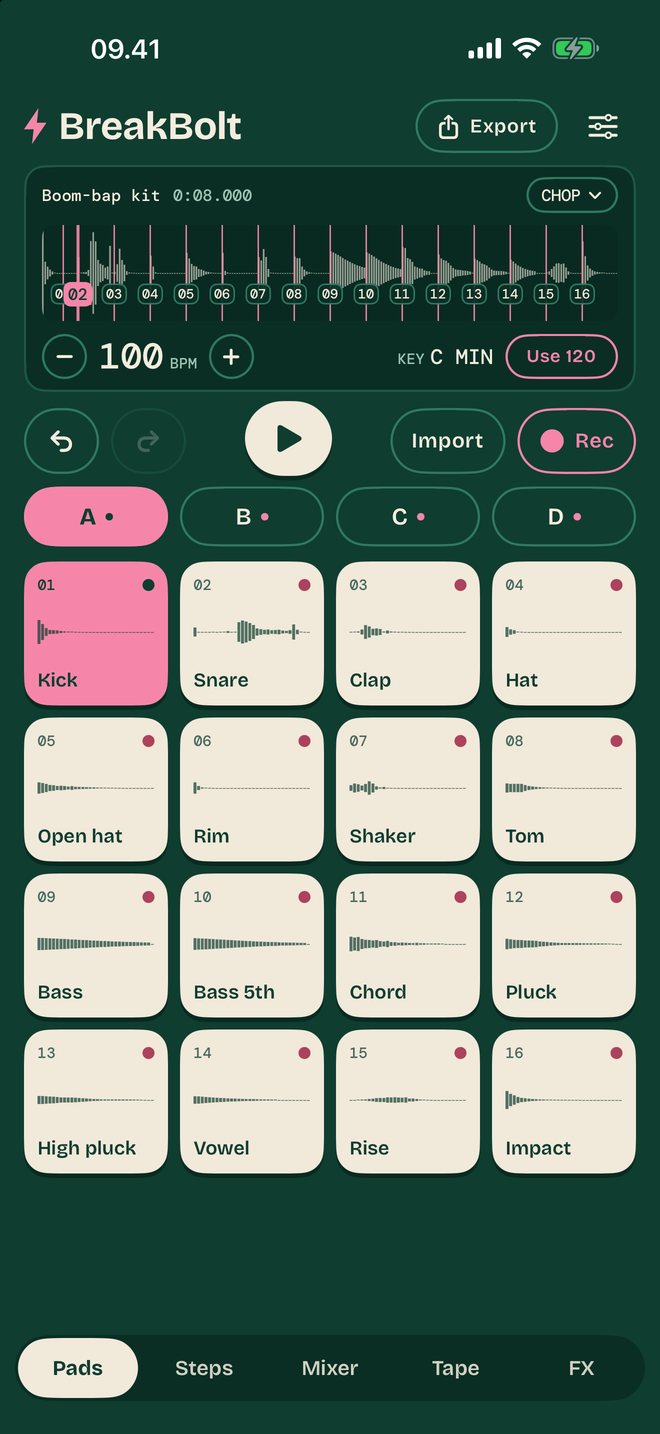 09.41
BreakBolt
Export
Boom-bap kit 0:08.000
CHOP
02 03 04 05 06 07 08 09 10 11 12 13 14 15 16
100 BPM
KEY C MIN
Use 120
Import
Rec
A B C D
01 02 03 04
Kick Snare Clap Hat
05 06 07 08
Open hat Rim Shaker Tom
09 10 11 12
Bass Bass 5th Chord Pluck
13 14 15 16
High pluck Vowel Rise Impact
Pads Steps Mixer Tape FX